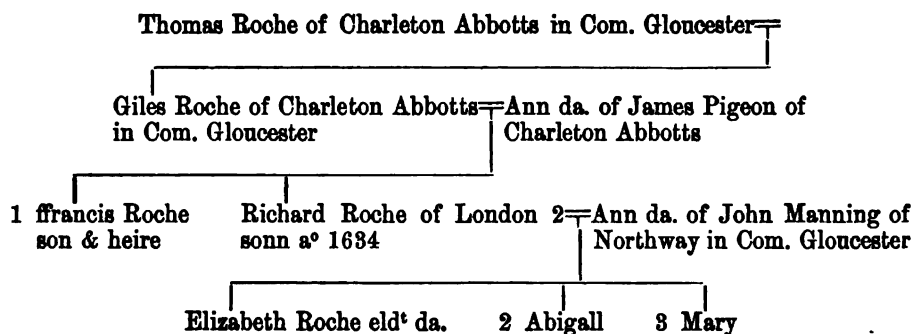 Thomas Roche of Charleton Abbotts in Com. Gloucester
Giles Roche of Charleton Abbotts=Ann da. of James Pigeon of
in Com. Gloucester Charleton Abbotts
1 ffrancis Roche Richard Roche of London 2=Ann da. of John Manning of
son & heire sonn aº 1634 Northway in Com. Gloucester
Elizabeth Roche eldᵗ da. 2 Abigall 3 Mary